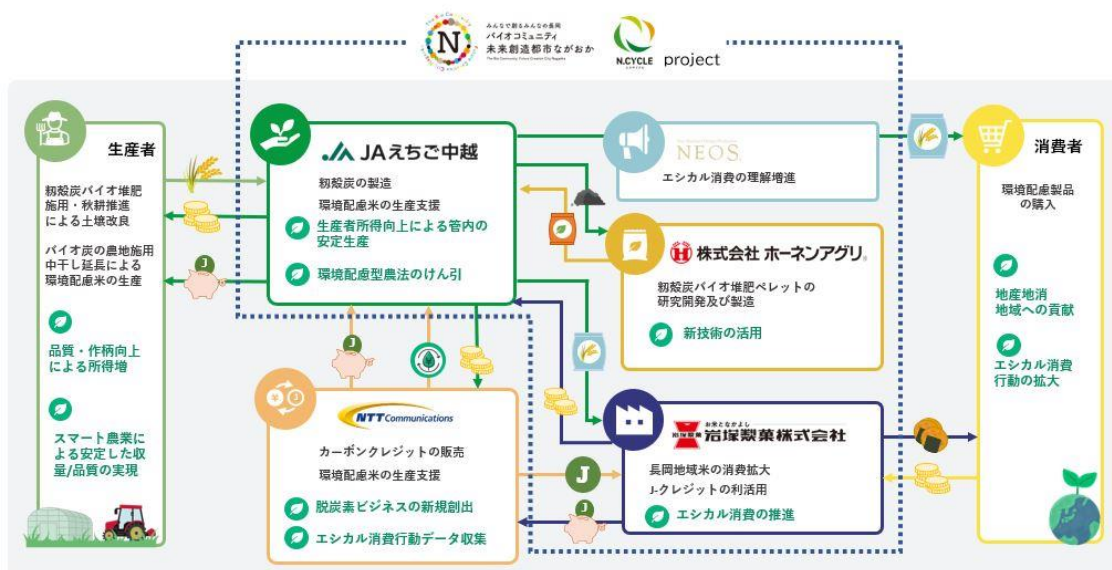 みんなで創るみんなの長岡
バイオコミュニティ
未来創造都市ながおか
N
N.CYCLE
project
生産者
籾殻炭バイオ堆肥
施用・秋耕推進
による土壌改良
バイオ炭の農地施用
中干し延長による
環境配慮米の生産
品質・作柄向上
による所得増
スマート農業に
よる安定した収
量/品質の実現
J
JAえちご中越
籾殻炭の製造
環境配慮米の生産支援
生産者所得向上による管内の
安定生産
環境配慮型農法のけん引
J
NTT Communications
カーボンクレジットの販売
環境配慮米の生産支援
脱炭素ビジネスの新規創出
エシカル消費行動データ収集
¥
J
NEOS
エシカル消費の理解増進
株式会社 ホーネンアグリ
籾殻炭バイオ堆肥ペレットの
研究開発及び製造
新技術の活用
お米となかよし
岩塚製菓
岩塚製菓株式会社
長岡地域米の消費拡大
J-クレジットの利活用
エシカル消費の推進
J
J
消費者
環境配慮製品
の購入
地産地消
地域への貢献
エシカル消費
行動の拡大